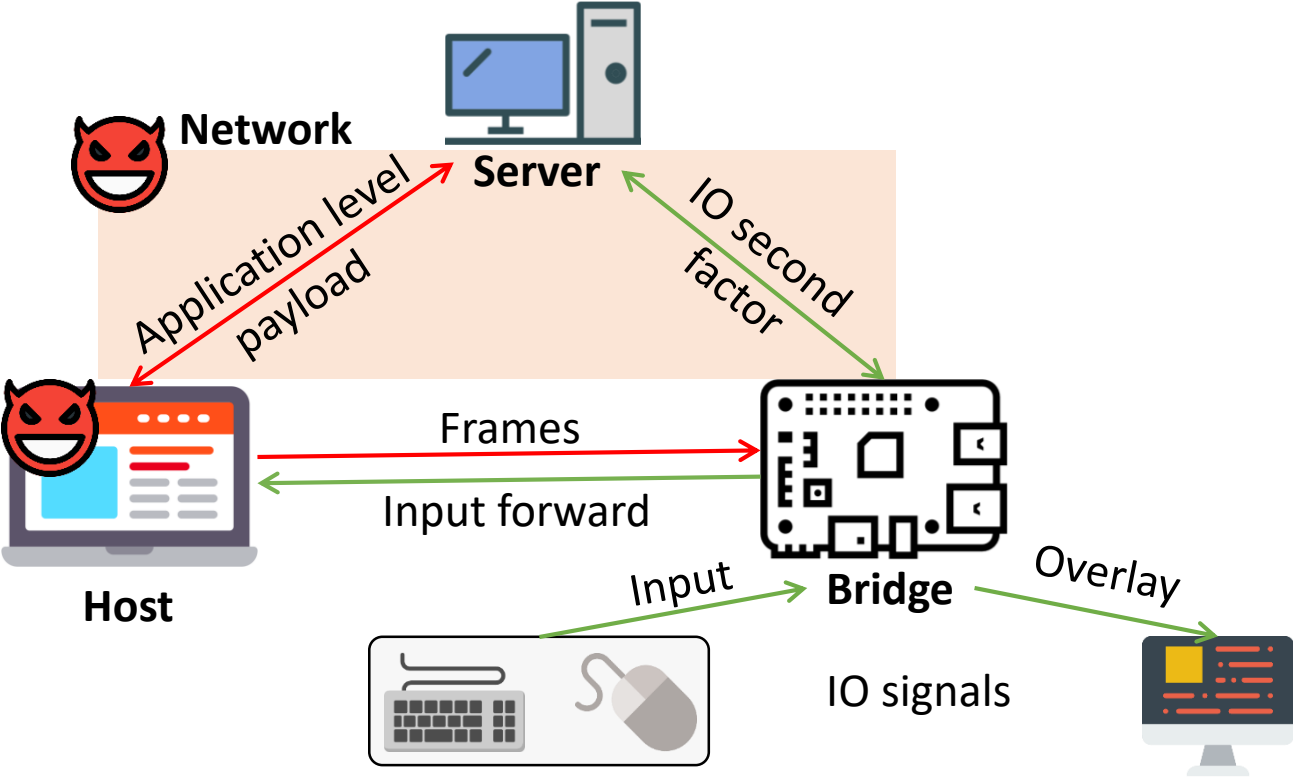 Network
Server
Application level
payload
IO second
factor
Frames
Input forward
Host
Input
Bridge
Overlay
IO signals